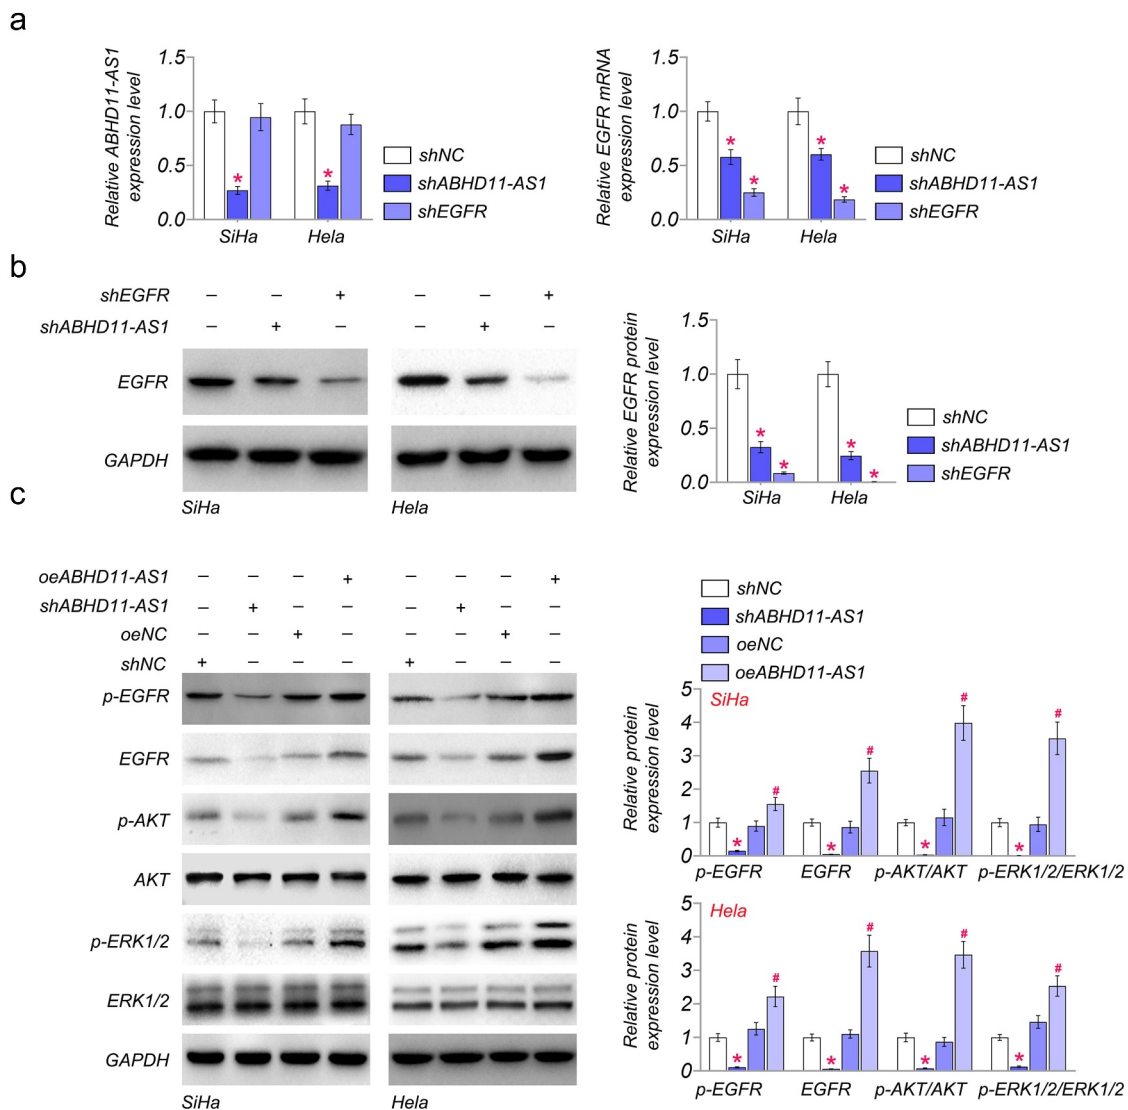 a
Relative ABHD11-AS1
expression level
1.5
1.0
0.5
0.0
*
*
SiHa
Hela
shNC
shABHD11-AS1
shEGFR
Relative EGFR mRNA
expression level
1.5
1.0
0.5
0.0
*
*
*
*
SiHa
Hela
shNC
shABHD11-AS1
shEGFR
b
shEGFR − − + − − +
shABHD11-AS1 − + − − + −
EGFR
GAPDH
SiHa
Hela
Relative EGFR protein
expression level
1.5
1.0
0.5
0.0
*
*
*
*
SiHa
Hela
shNC
shABHD11-AS1
shEGFR
c
oeABHD11-AS1 − − − + − − − +
shABHD11-AS1 − + − − − + − −
oeNC − − + − − − + −
shNC + − − − + − − −
p-EGFR
EGFR
p-AKT
AKT
p-ERK1/2
ERK1/2
GAPDH
SiHa
Hela
shNC
shABHD11-AS1
oeNC
oeABHD11-AS1
SiHa
Relative protein
expression level
5
4
3
2
1
0
* # * # * # * #
p-EGFR EGFR p-AKT/AKT p-ERK1/2/ERK1/2
Hela
Relative protein
expression level
5
4
3
2
1
0
* # * # * # * #
p-EGFR EGFR p-AKT/AKT p-ERK1/2/ERK1/2